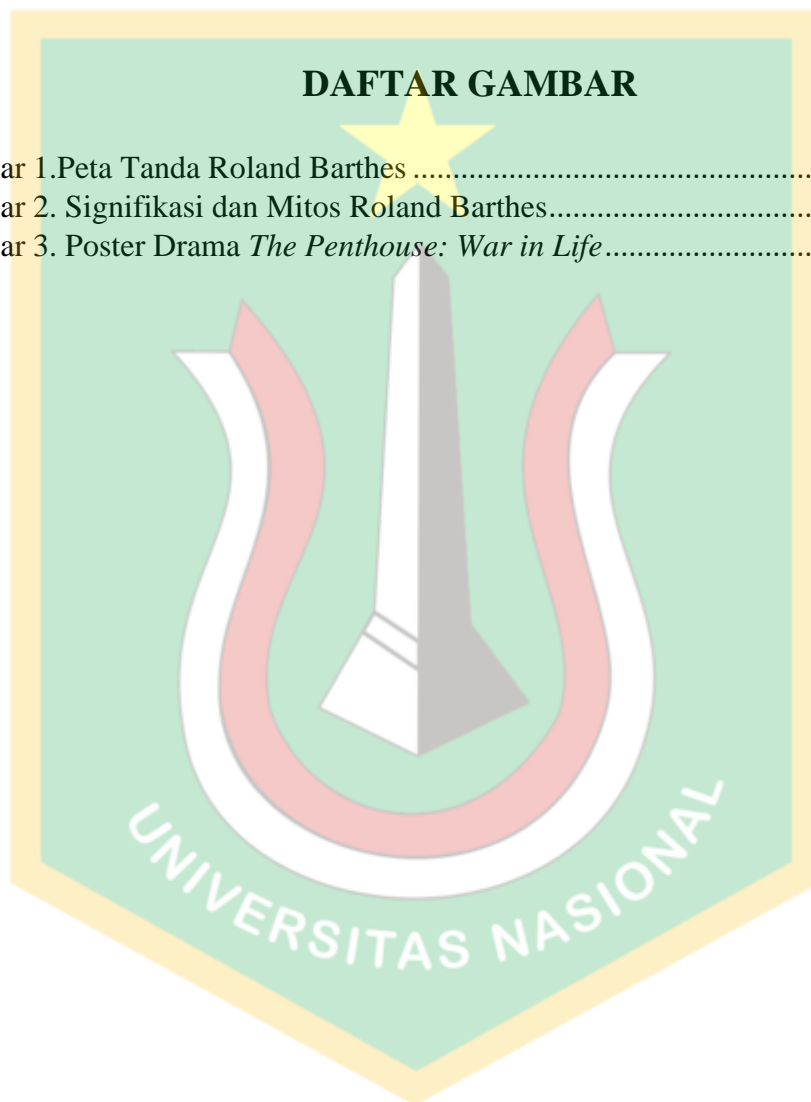 DAFTAR GAMBAR
ar 1.Peta Tanda Roland Barthes ................................................
ar 2. Signifikasi dan Mitos Roland Barthes................................
ar 3. Poster Drama The Penthouse: War in Life.........................
UNIVERSITAS NASIONAL